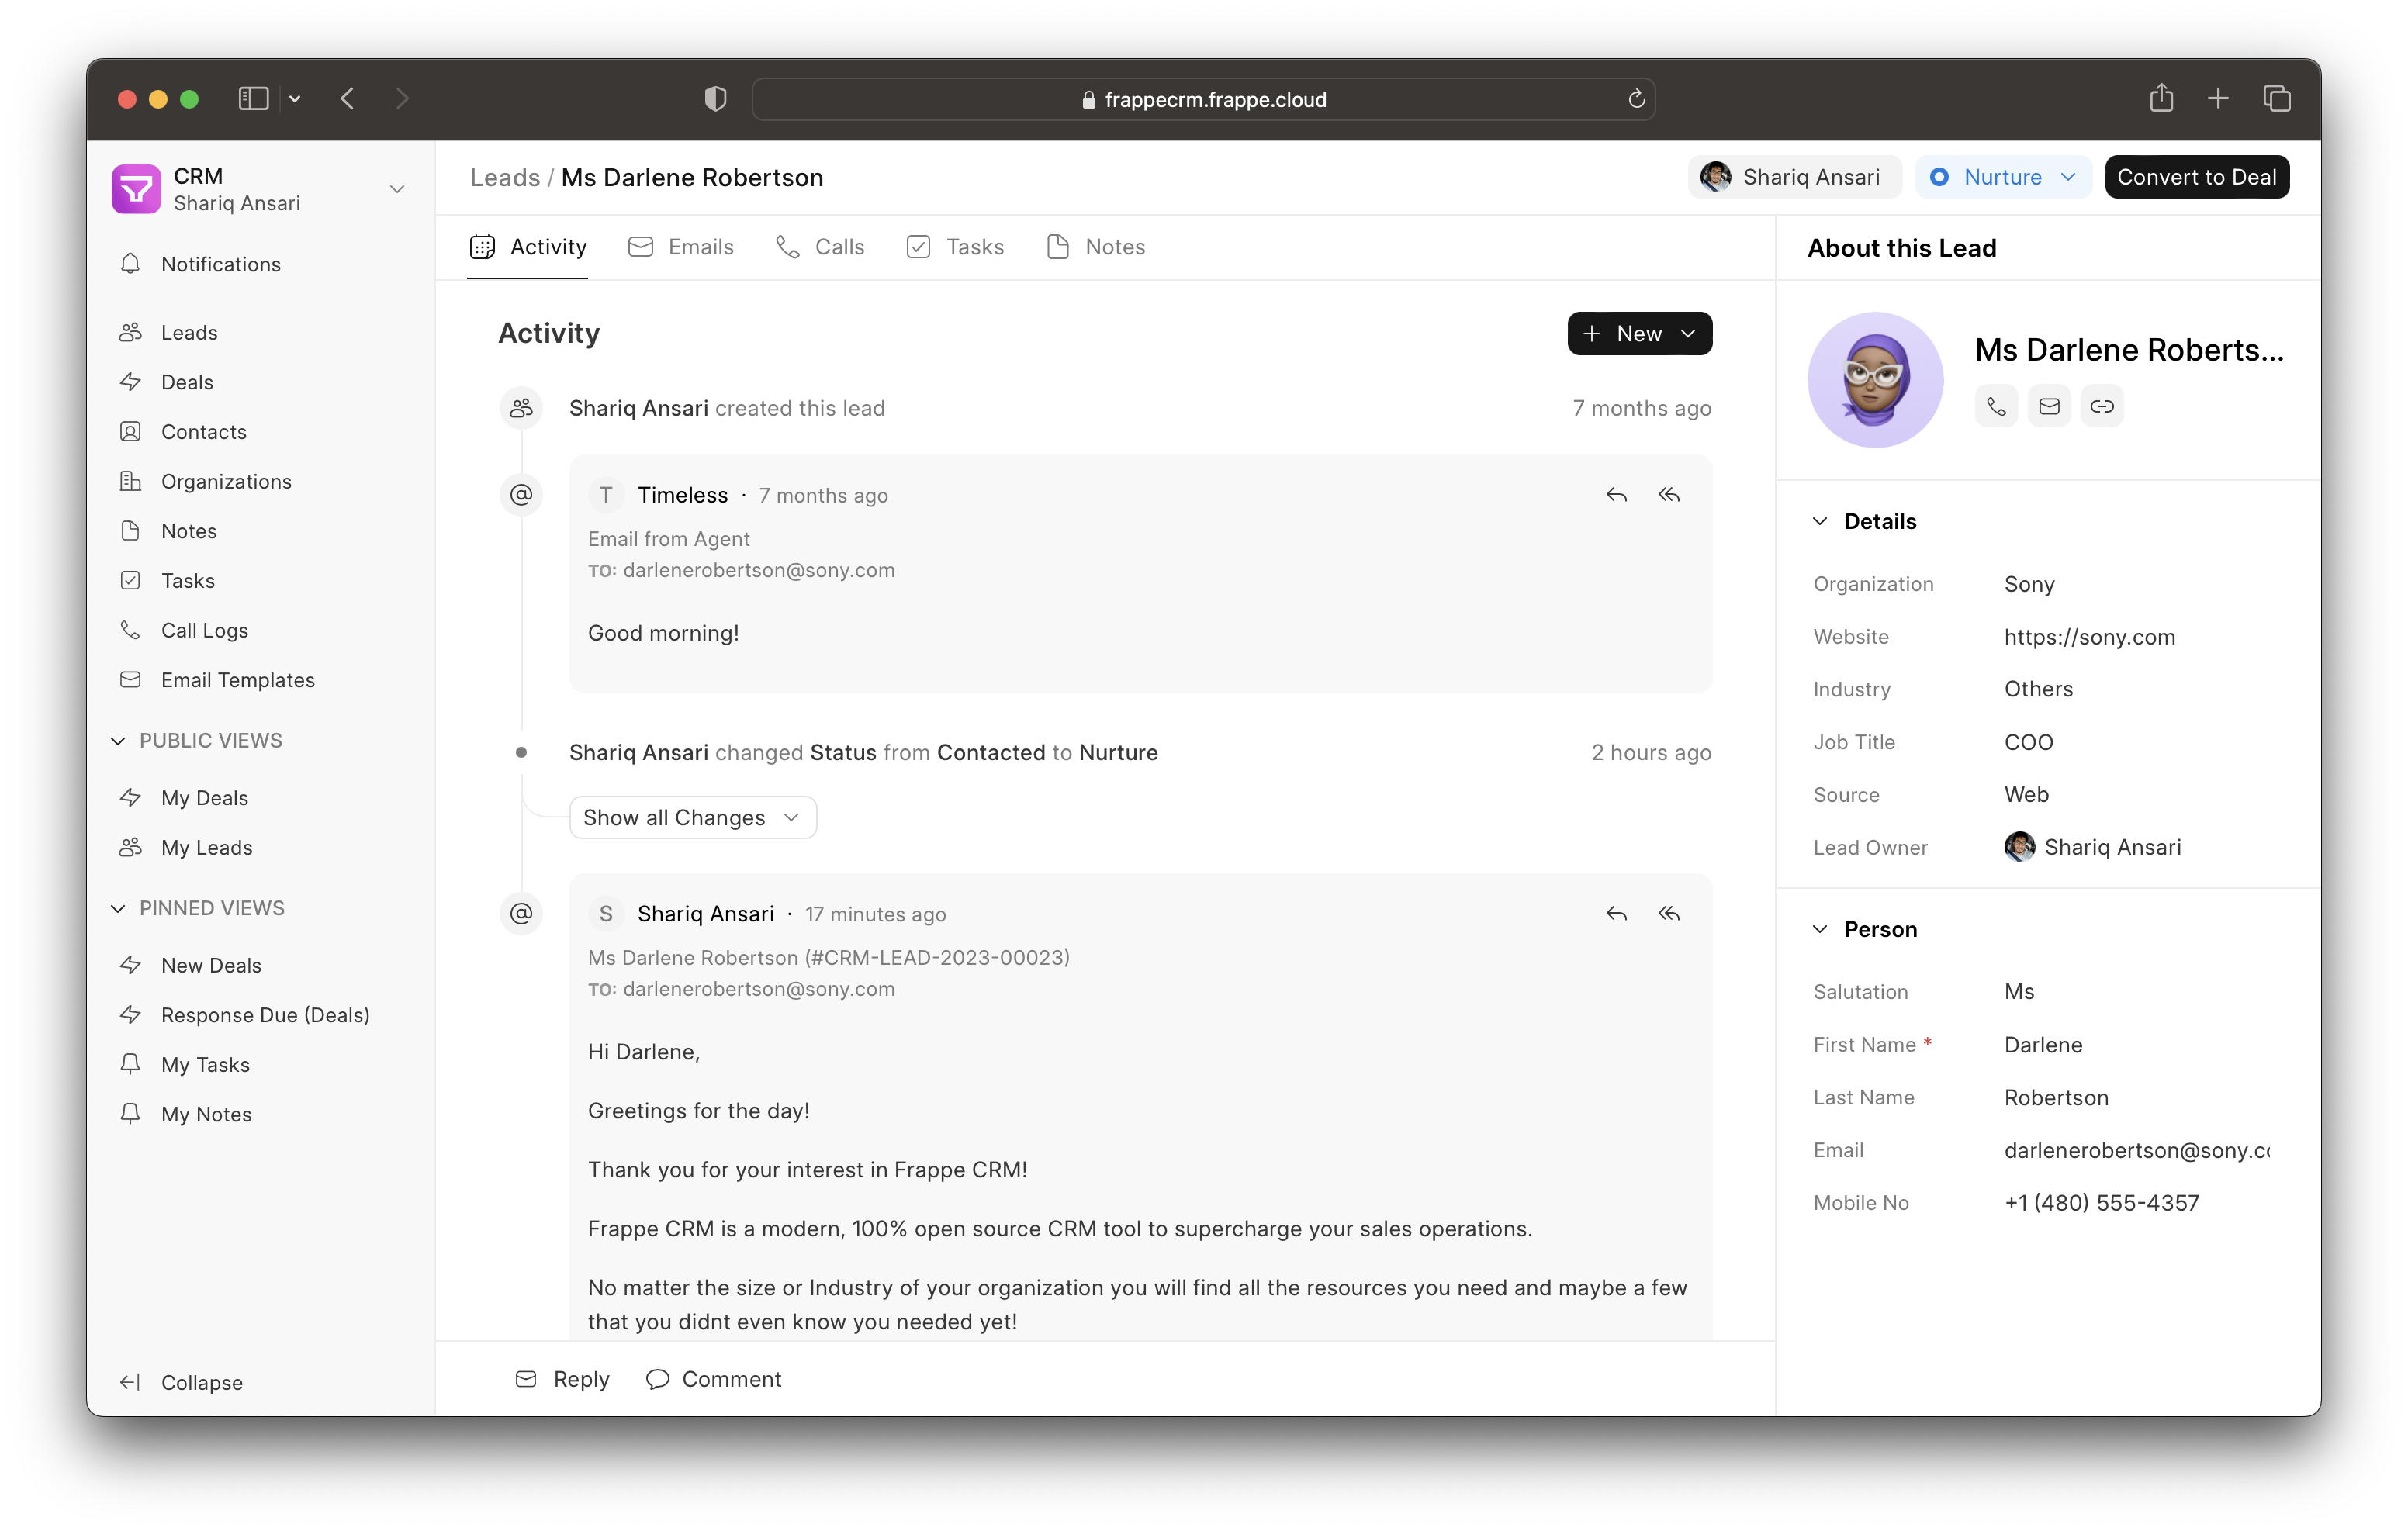 frappecrm.frappe.cloud
CRM
Shariq Ansari
Notifications
Leads
Deals
Contacts
Organizations
Notes
Tasks
Call Logs
Email Templates
PUBLIC VIEWS
My Deals
My Leads
PINNED VIEWS
New Deals
Response Due (Deals)
My Tasks
My Notes
Collapse
Leads / Ms Darlene Robertson
Shariq Ansari
Nurture
Convert to Deal
Activity
Emails
Calls
Tasks
Notes
Activity
New
Shariq Ansari created this lead
7 months ago
@
T
Timeless · 7 months ago
Email from Agent
TO: darlenerobertson@sony.com
Good morning!
Shariq Ansari changed Status from Contacted to Nurture
2 hours ago
Show all Changes
@
S
Shariq Ansari · 17 minutes ago
Ms Darlene Robertson (#CRM-LEAD-2023-00023)
TO: darlenerobertson@sony.com
Hi Darlene,
Greetings for the day!
Thank you for your interest in Frappe CRM!
Frappe CRM is a modern, 100% open source CRM tool to supercharge your sales operations.
No matter the size or Industry of your organization you will find all the resources you need and maybe a few
that you didnt even know you needed yet!
Reply
Comment
About this Lead
Ms Darlene Roberts...
Details
Organization Sony
Website https://sony.com
Industry Others
Job Title COO
Source Web
Lead Owner Shariq Ansari
Person
Salutation Ms
First Name * Darlene
Last Name Robertson
Email darlenerobertson@sony.c
Mobile No +1 (480) 555-4357